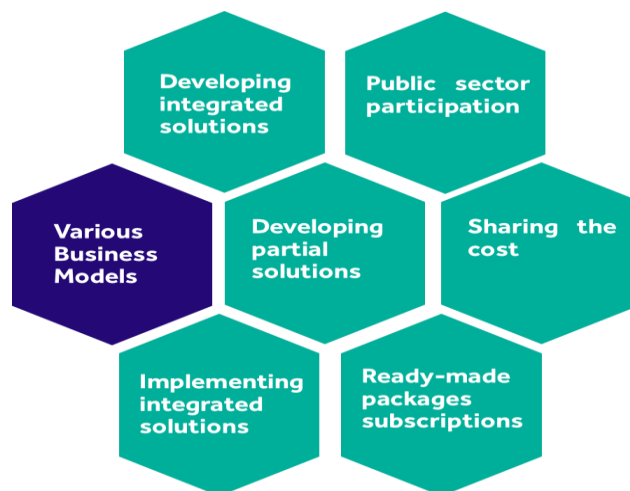 Developing
integrated
solutions
Public sector
participation
Various
Business
Models
Developing
partial
solutions
Sharing the
cost
Implementing
integrated
solutions
Ready-made
packages
subscriptions